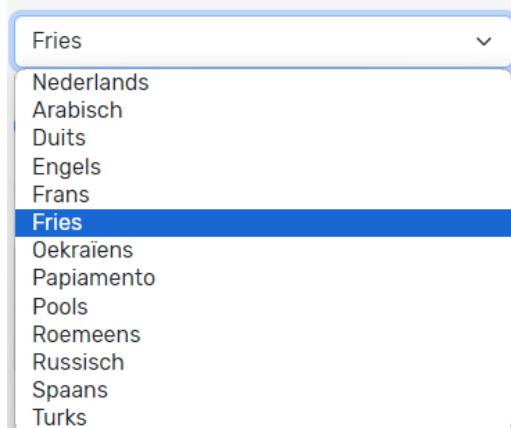 Fries
Nederlands
Arabisch
Duits
Engels
Frans
Fries
Oekraïens
Papiamento
Pools
Roemeens
Russisch
Spaans
Turks